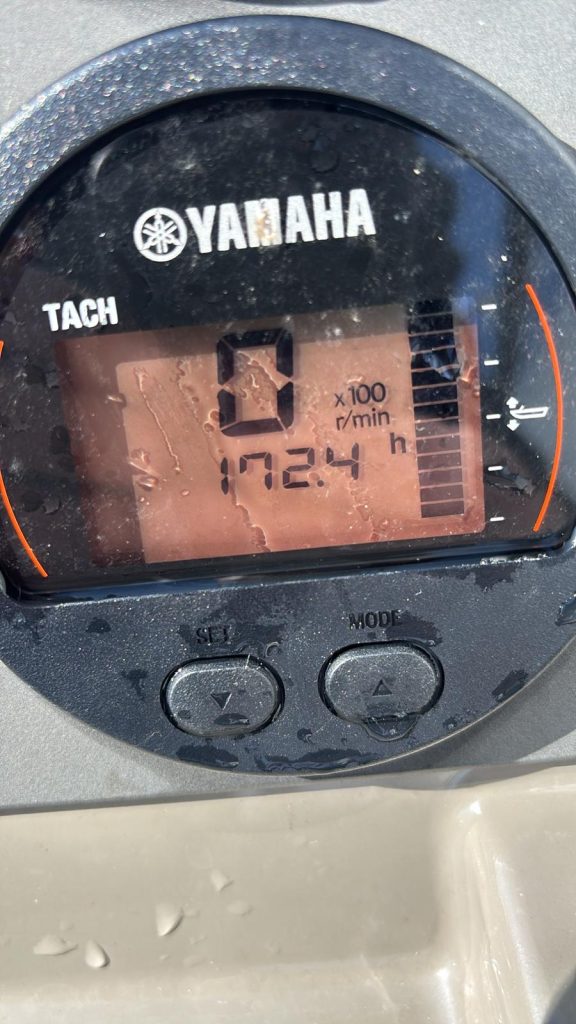 YAMAHA
TACH
0
x100
r/min
172.4 h
SET
MODE